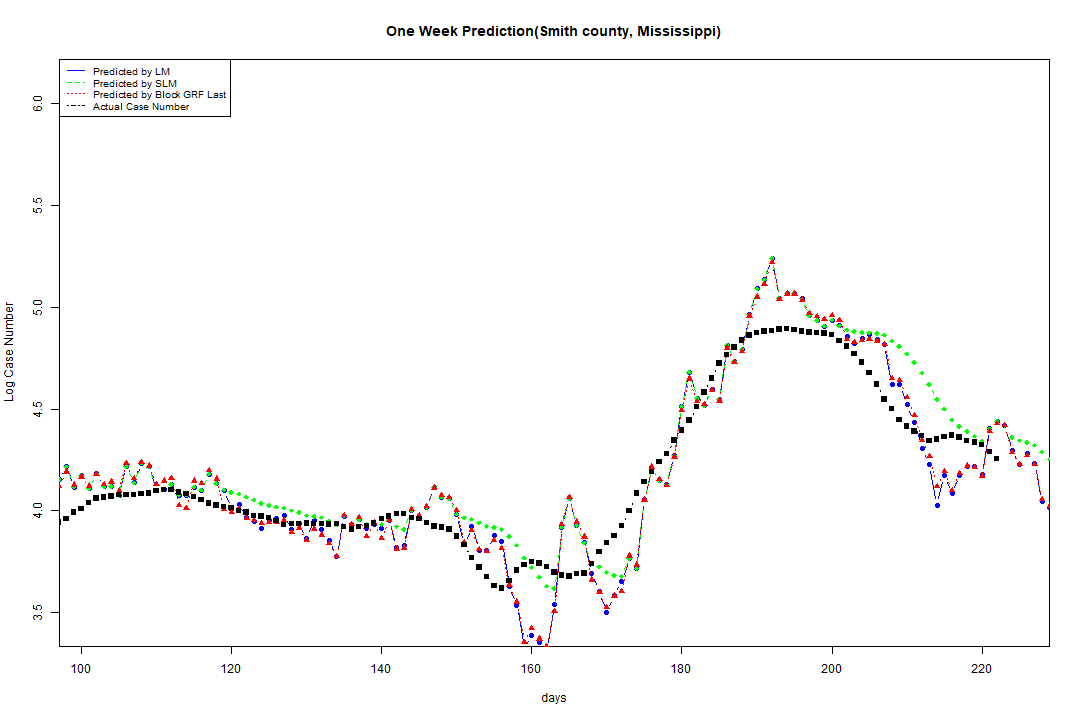 One Week Prediction(Smith county, Mississippi)
Predicted by LM
Predicted by SLM
Predicted by Block GRF Last
Actual Case Number
6.0
5.5
5.0
4.5
4.0
3.5
Log Case Number
100 120 140 160 180 200 220
days